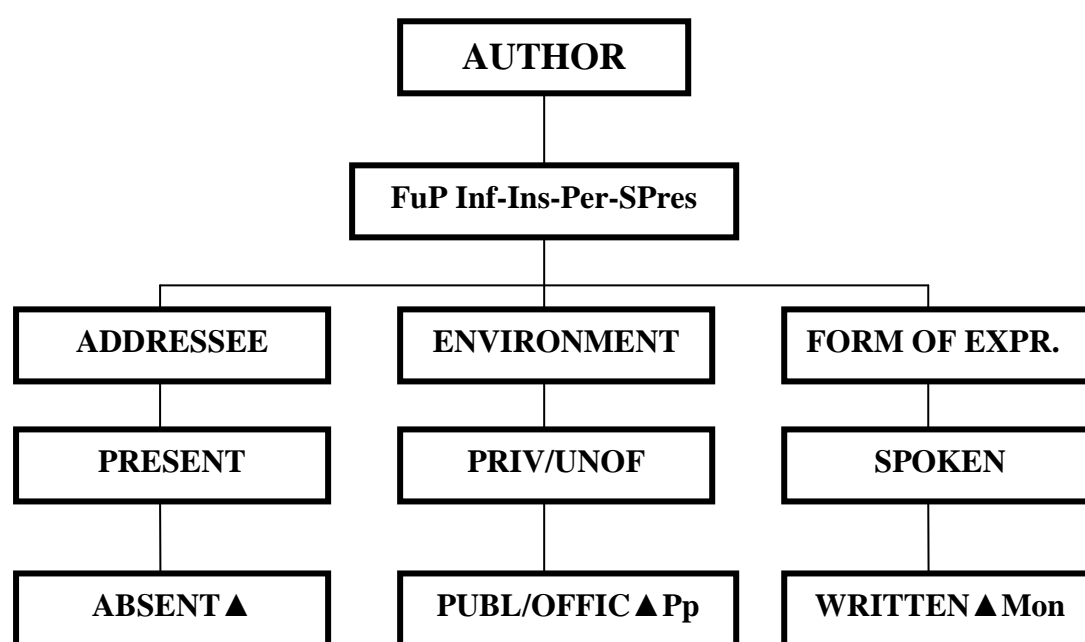 AUTHOR
FuP Inf-Ins-Per-SPres
ADDRESSEE
ENVIRONMENT
FORM OF EXPR.
PRESENT
PRIV/UNOF
SPOKEN
ABSENT▲
PUBL/OFFIC▲Pp
WRITTEN▲Mon